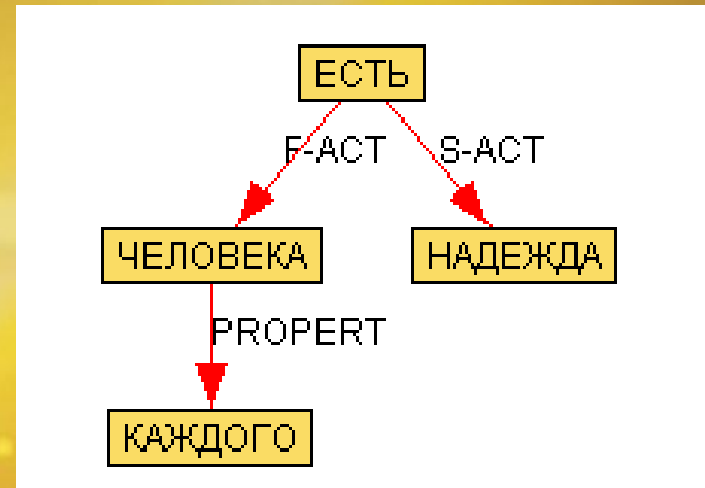 ЕСТЬ
F-ACT
S-ACT
ЧЕЛОВЕКА
НАДЕЖДА
PROPERT
КАЖДОГО